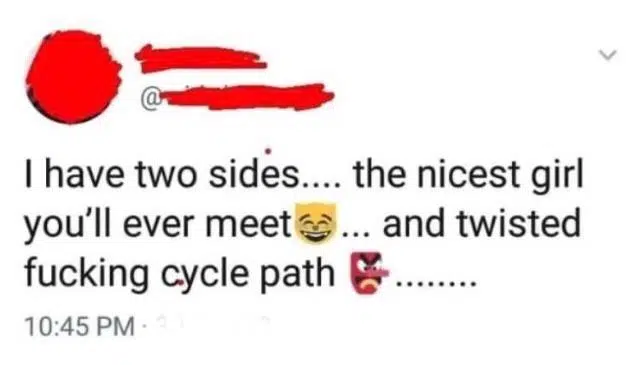 @
I have two sides.... the nicest girl
you'll ever meet😸... and twisted
fucking cycle path 👺........
10:45 PM ·